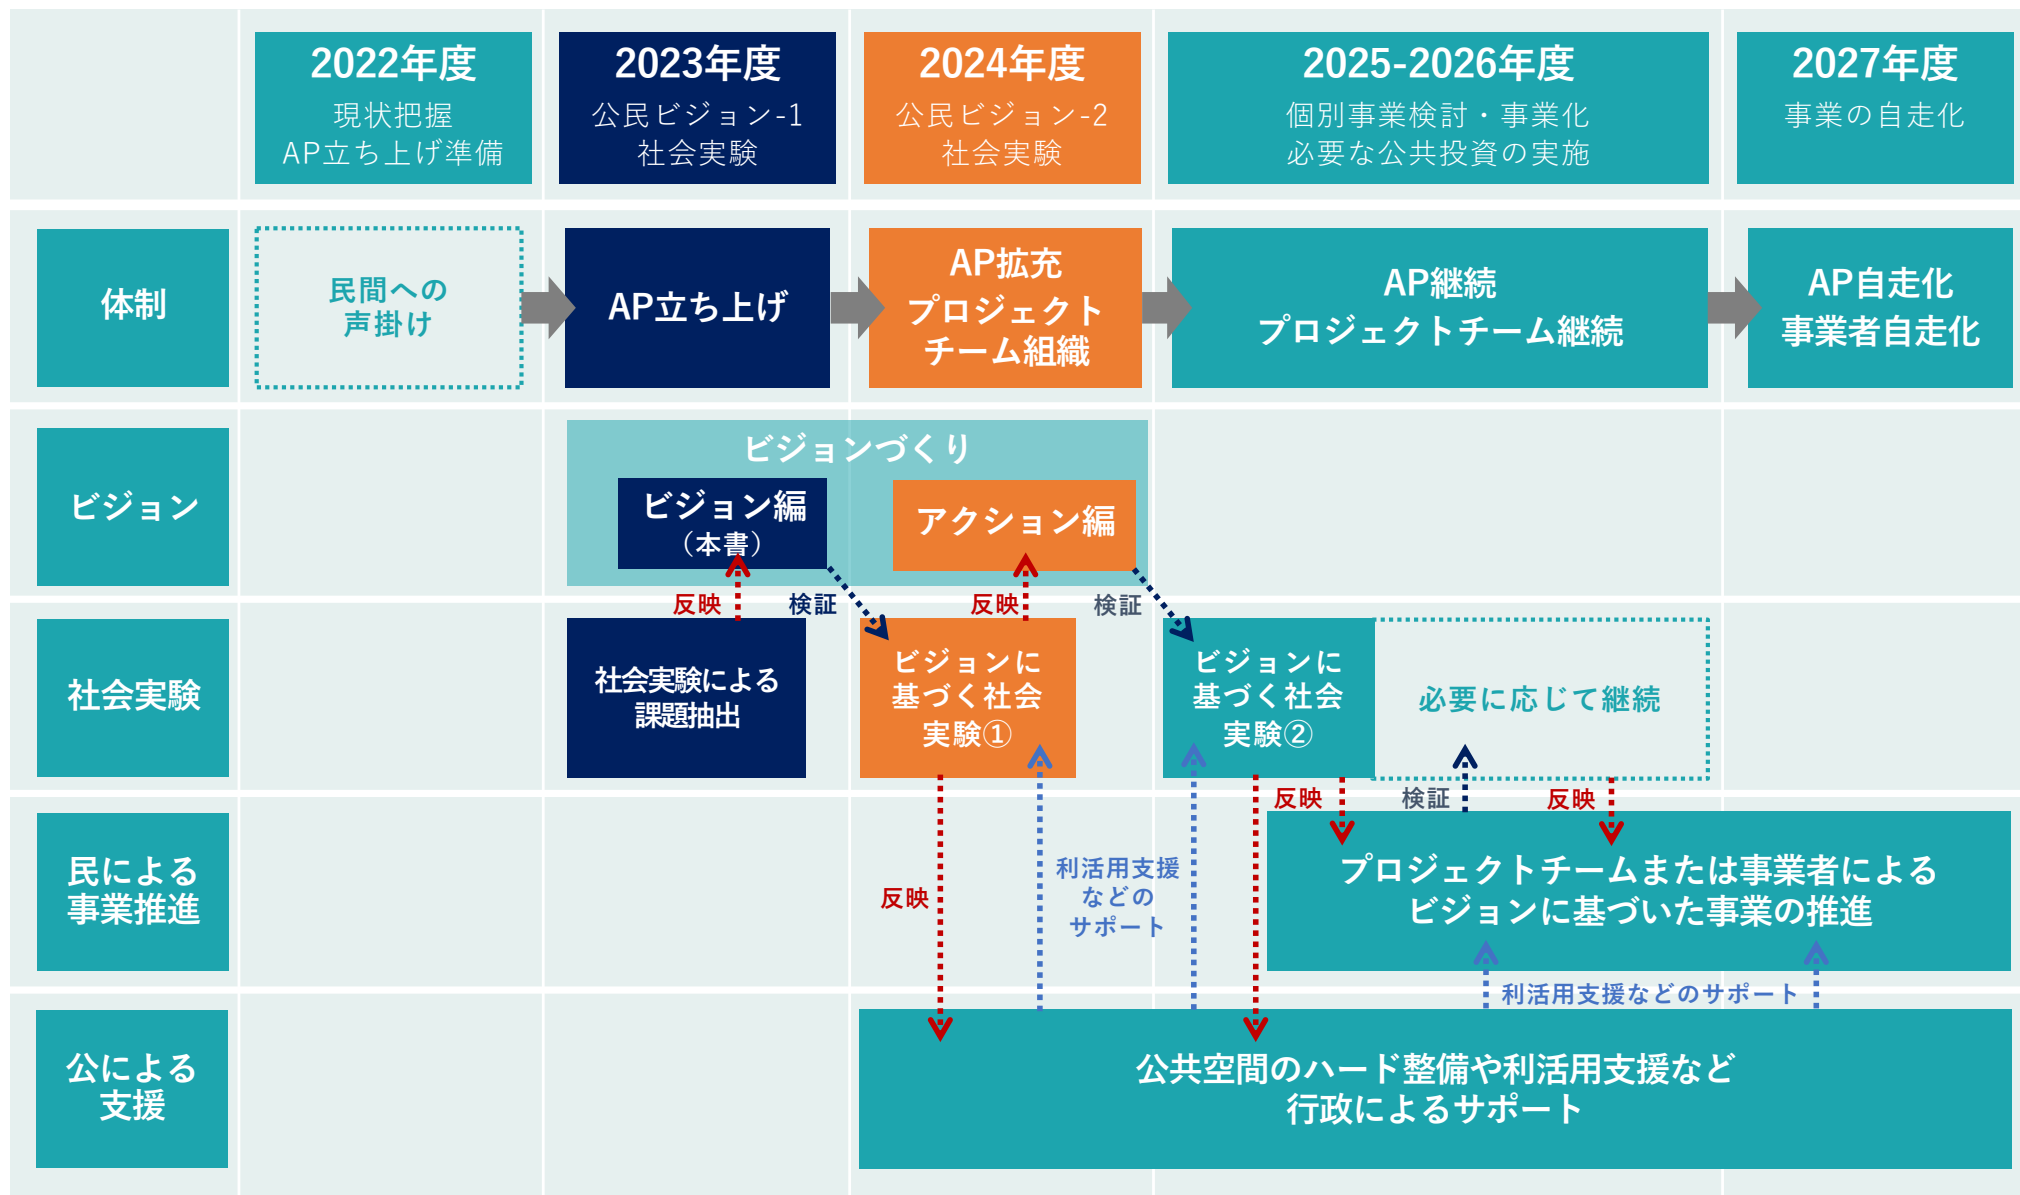 2022年度
現状把握
AP立ち上げ準備
2023年度
公民ビジョン-1
社会実験
2024年度
公民ビジョン-2
社会実験
2025-2026年度
個別事業検討・事業化
必要な公共投資の実施
2027年度
事業の自走化
体制
民間への
声掛け
AP立ち上げ
AP拡充
プロジェクト
チーム組織
AP継続
プロジェクトチーム継続
AP自走化
事業者自走化
ビジョン
ビジョンづくり
ビジョン編
（本書）
アクション編
反映
検証
反映
検証
社会実験
社会実験による
課題抽出
ビジョンに
基づく社会
実験①
ビジョンに
基づく社会
実験②
必要に応じて継続
反映
検証
反映
民による
事業推進
反映
利活用支援
などの
サポート
プロジェクトチームまたは事業者による
ビジョンに基づいた事業の推進
利活用支援などのサポート
公による
支援
公共空間のハード整備や利活用支援など
行政によるサポート